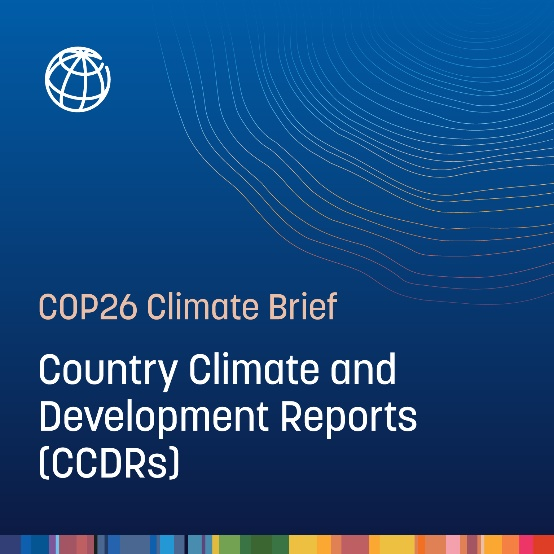 COP26 Climate Brief
Country Climate and
Development Reports
(CCDRs)